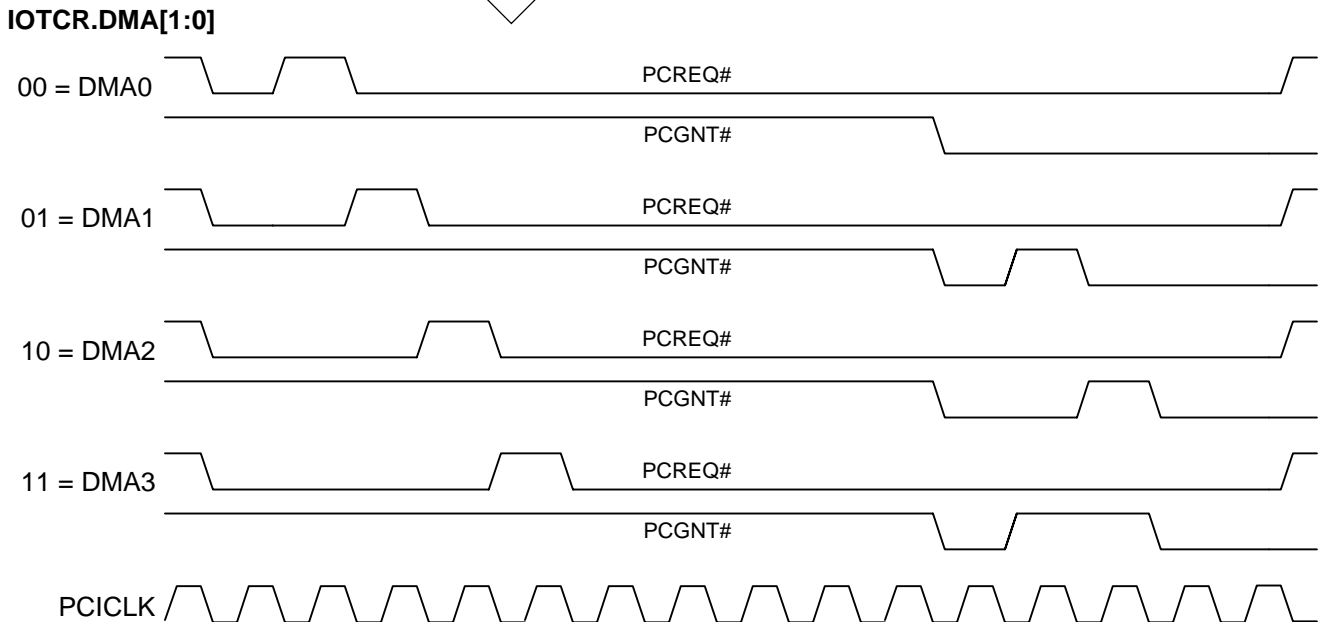 IOTCR.DMA[1:0]
00 = DMA0
PCREQ#
PCGNT#
01 = DMA1
PCREQ#
PCGNT#
10 = DMA2
PCREQ#
PCGNT#
11 = DMA3
PCREQ#
PCGNT#
PCICLK